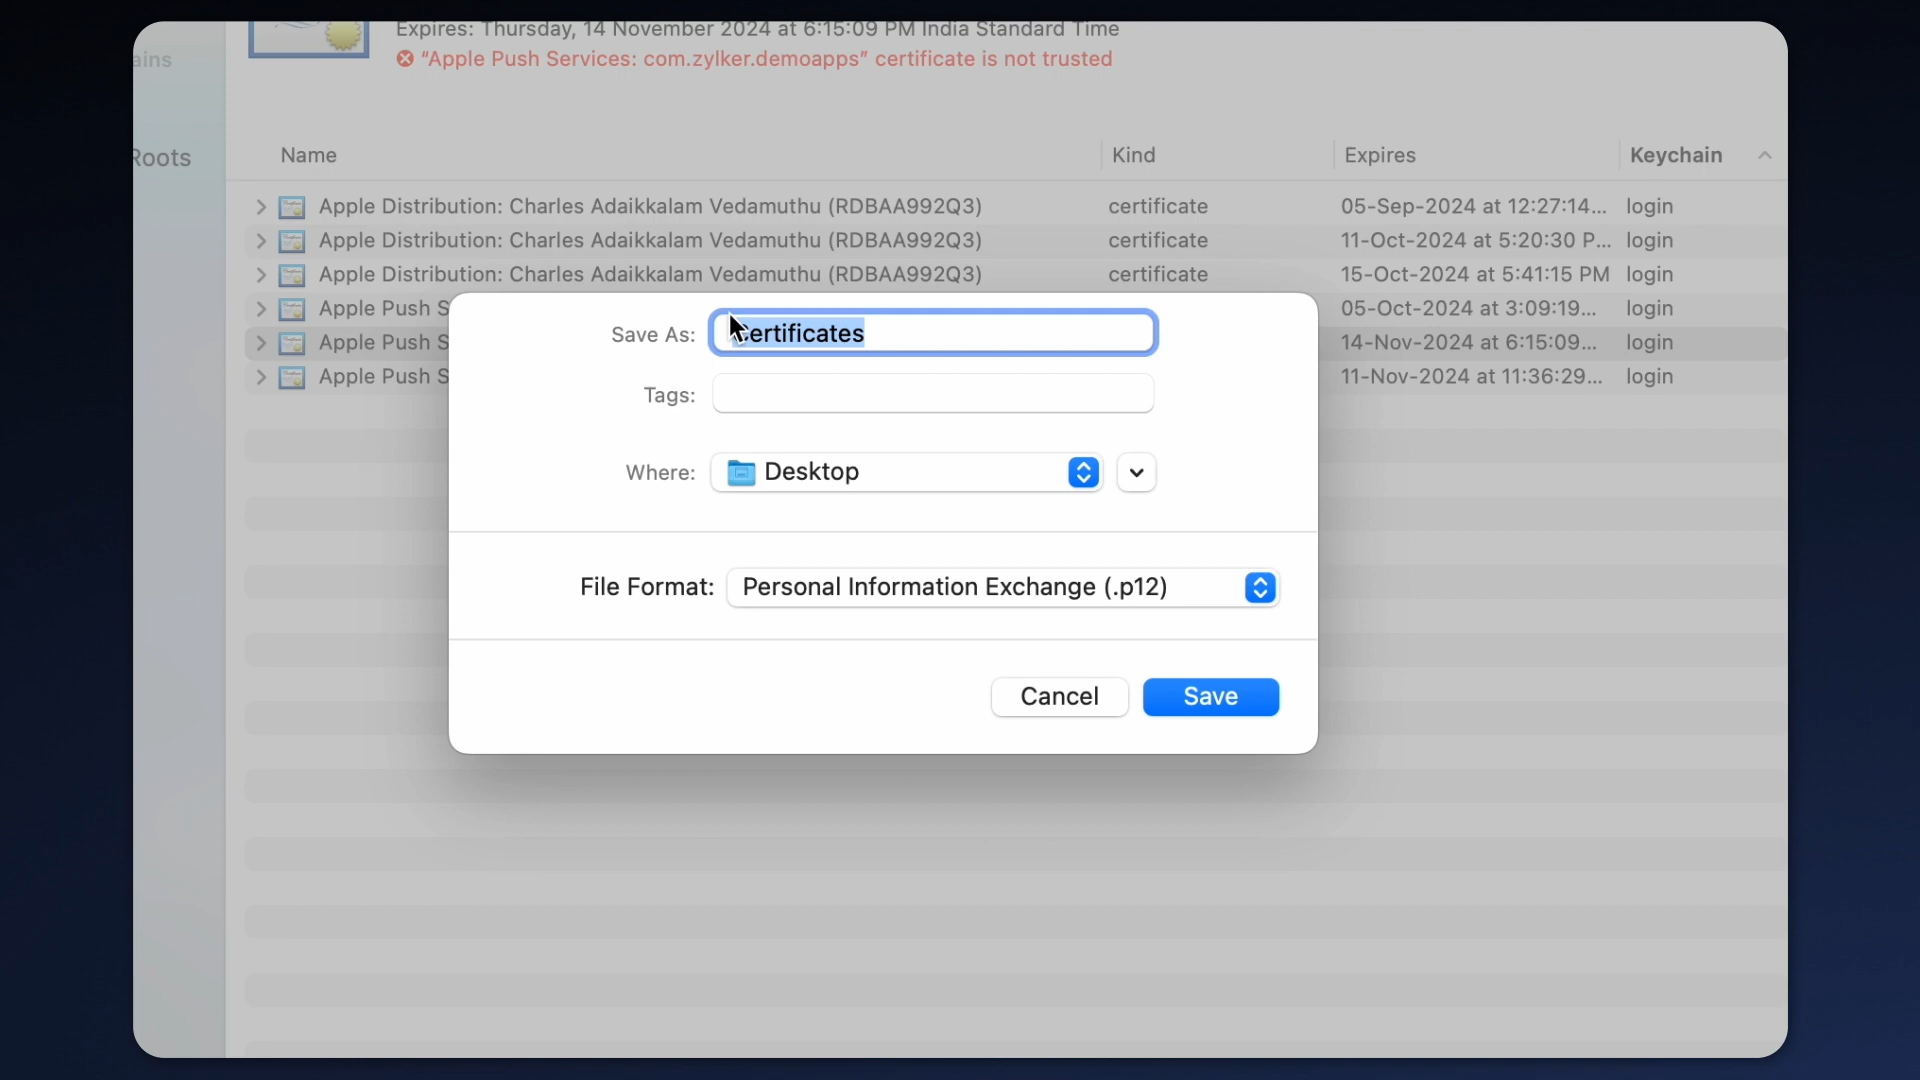 Expires: Thursday, 14 November 2024 at 6:15:09 PM India Standard Time
ains
"Apple Push Services: com.zylker.demoapps" certificate is not trusted
Roots
Name Kind Expires Keychain
Apple Distribution: Charles Adaikkalam Vedamuthu (RDBAA992Q3) certificate 05-Sep-2024 at 12:27:14... login
Apple Distribution: Charles Adaikkalam Vedamuthu (RDBAA992Q3) certificate 11-Oct-2024 at 5:20:30 P... login
Apple Distribution: Charles Adaikkalam Vedamuthu (RDBAA992Q3) certificate 15-Oct-2024 at 5:41:15 PM login
Apple Push S 05-Oct-2024 at 3:09:19... login
Apple Push S 14-Nov-2024 at 6:15:09... login
Apple Push S 11-Nov-2024 at 11:36:29... login
Save As: Certificates
Tags:
Where: Desktop
File Format: Personal Information Exchange (.p12)
Cancel Save